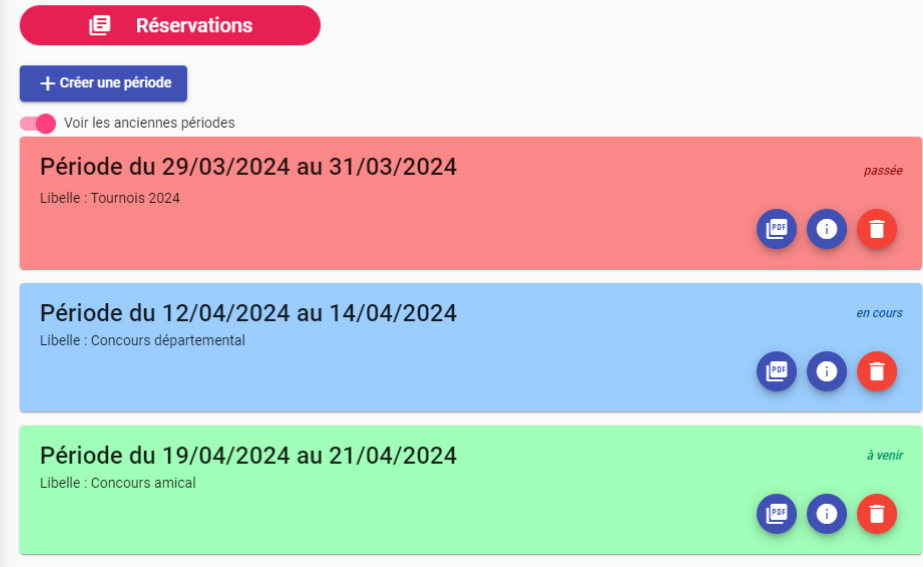 Réservations
Créer une période
Voir les anciennes périodes
Période du 29/03/2024 au 31/03/2024
passée
Libelle : Tournois 2024
PDF
Période du 12/04/2024 au 14/04/2024
en cours
Libelle : Concours départemental
PDF
Période du 19/04/2024 au 21/04/2024
à venir
Libelle : Concours amical
PDF